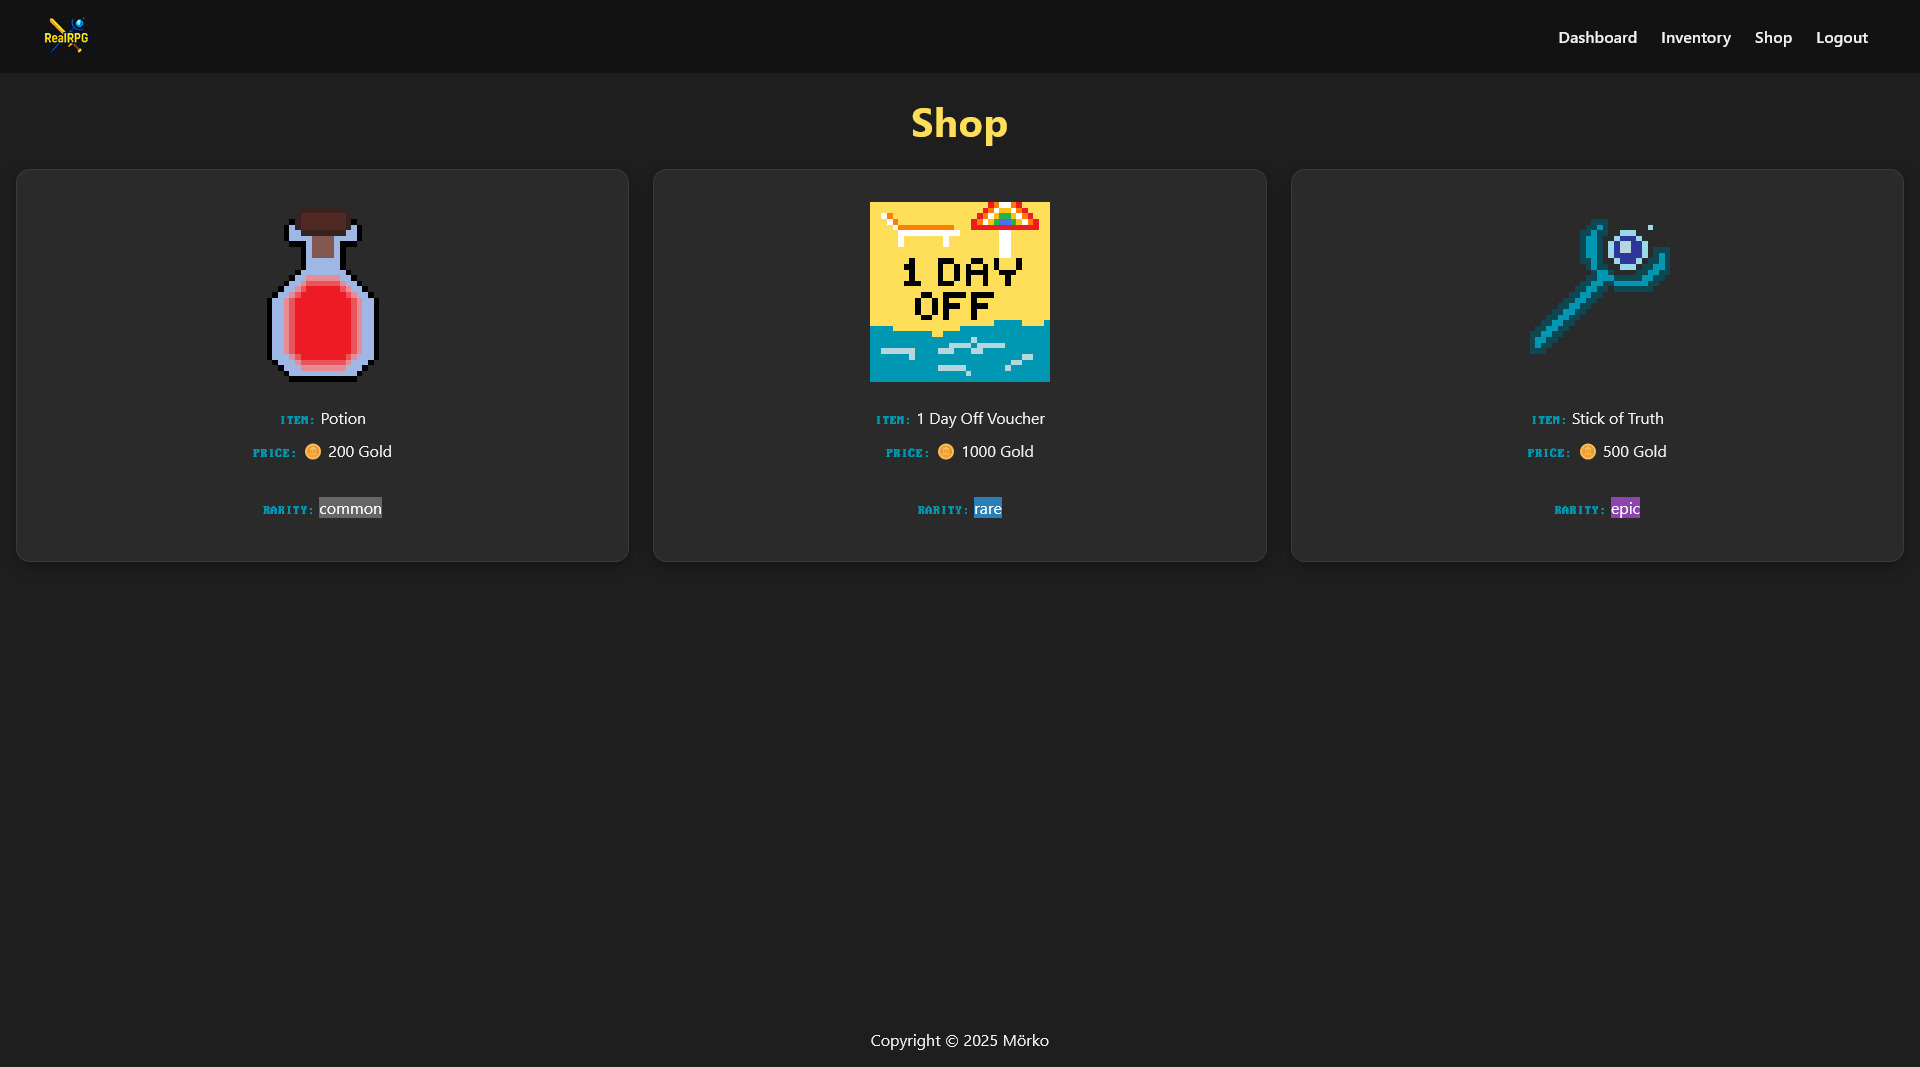 RealRPG
Dashboard Inventory Shop Logout
Shop
1 DAY
OFF
ITEM: Potion
PRICE: 200 Gold
RARITY: common
ITEM: 1 Day Off Voucher
PRICE: 1000 Gold
RARITY: rare
ITEM: Stick of Truth
PRICE: 500 Gold
RARITY: epic
Copyright © 2025 Mörko